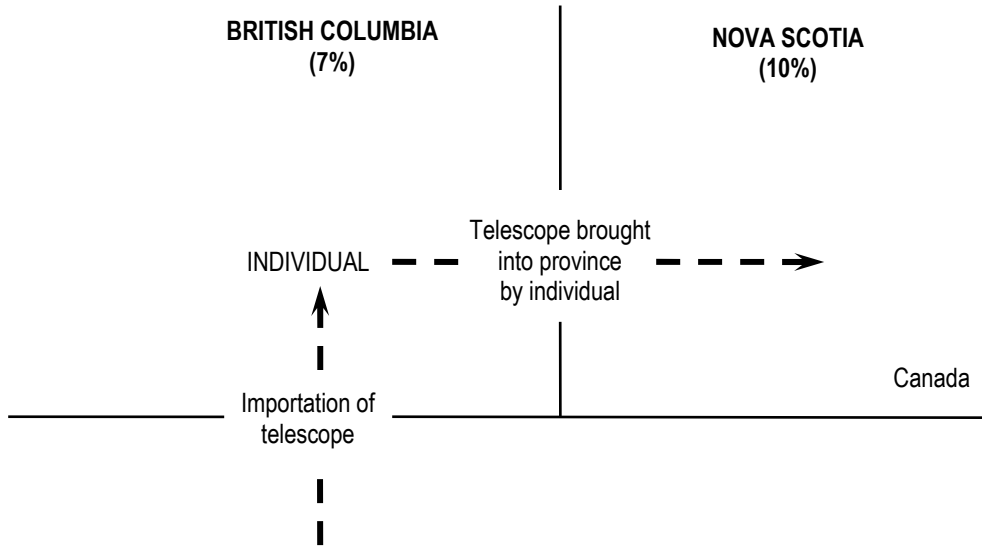 BRITISH COLUMBIA
(7%)
NOVA SCOTIA
(10%)
INDIVIDUAL
Telescope brought
into province
by individual
Canada
Importation of
telescope